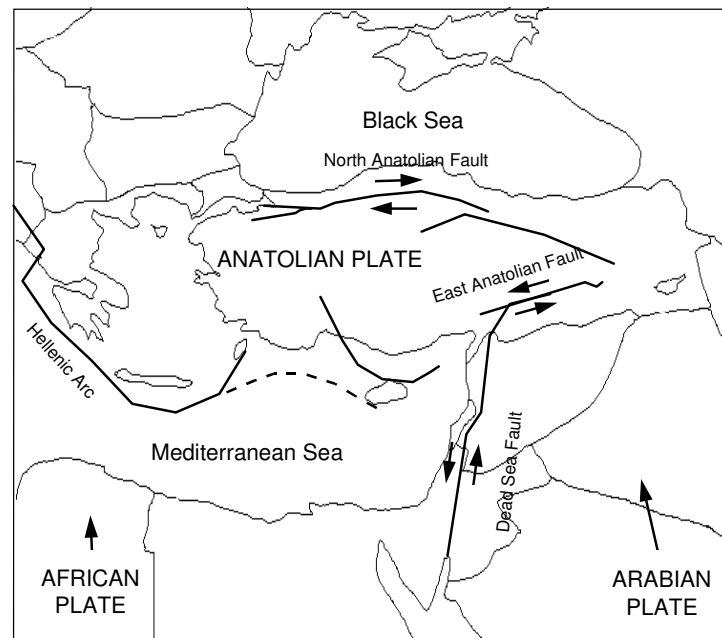 Black Sea
North Anatolian Fault
ANATOLIAN PLATE
East Anatolian Fault
Hellenic Arc
Mediterranean Sea
Dead Sea Fault
AFRICAN
PLATE
ARABIAN
PLATE